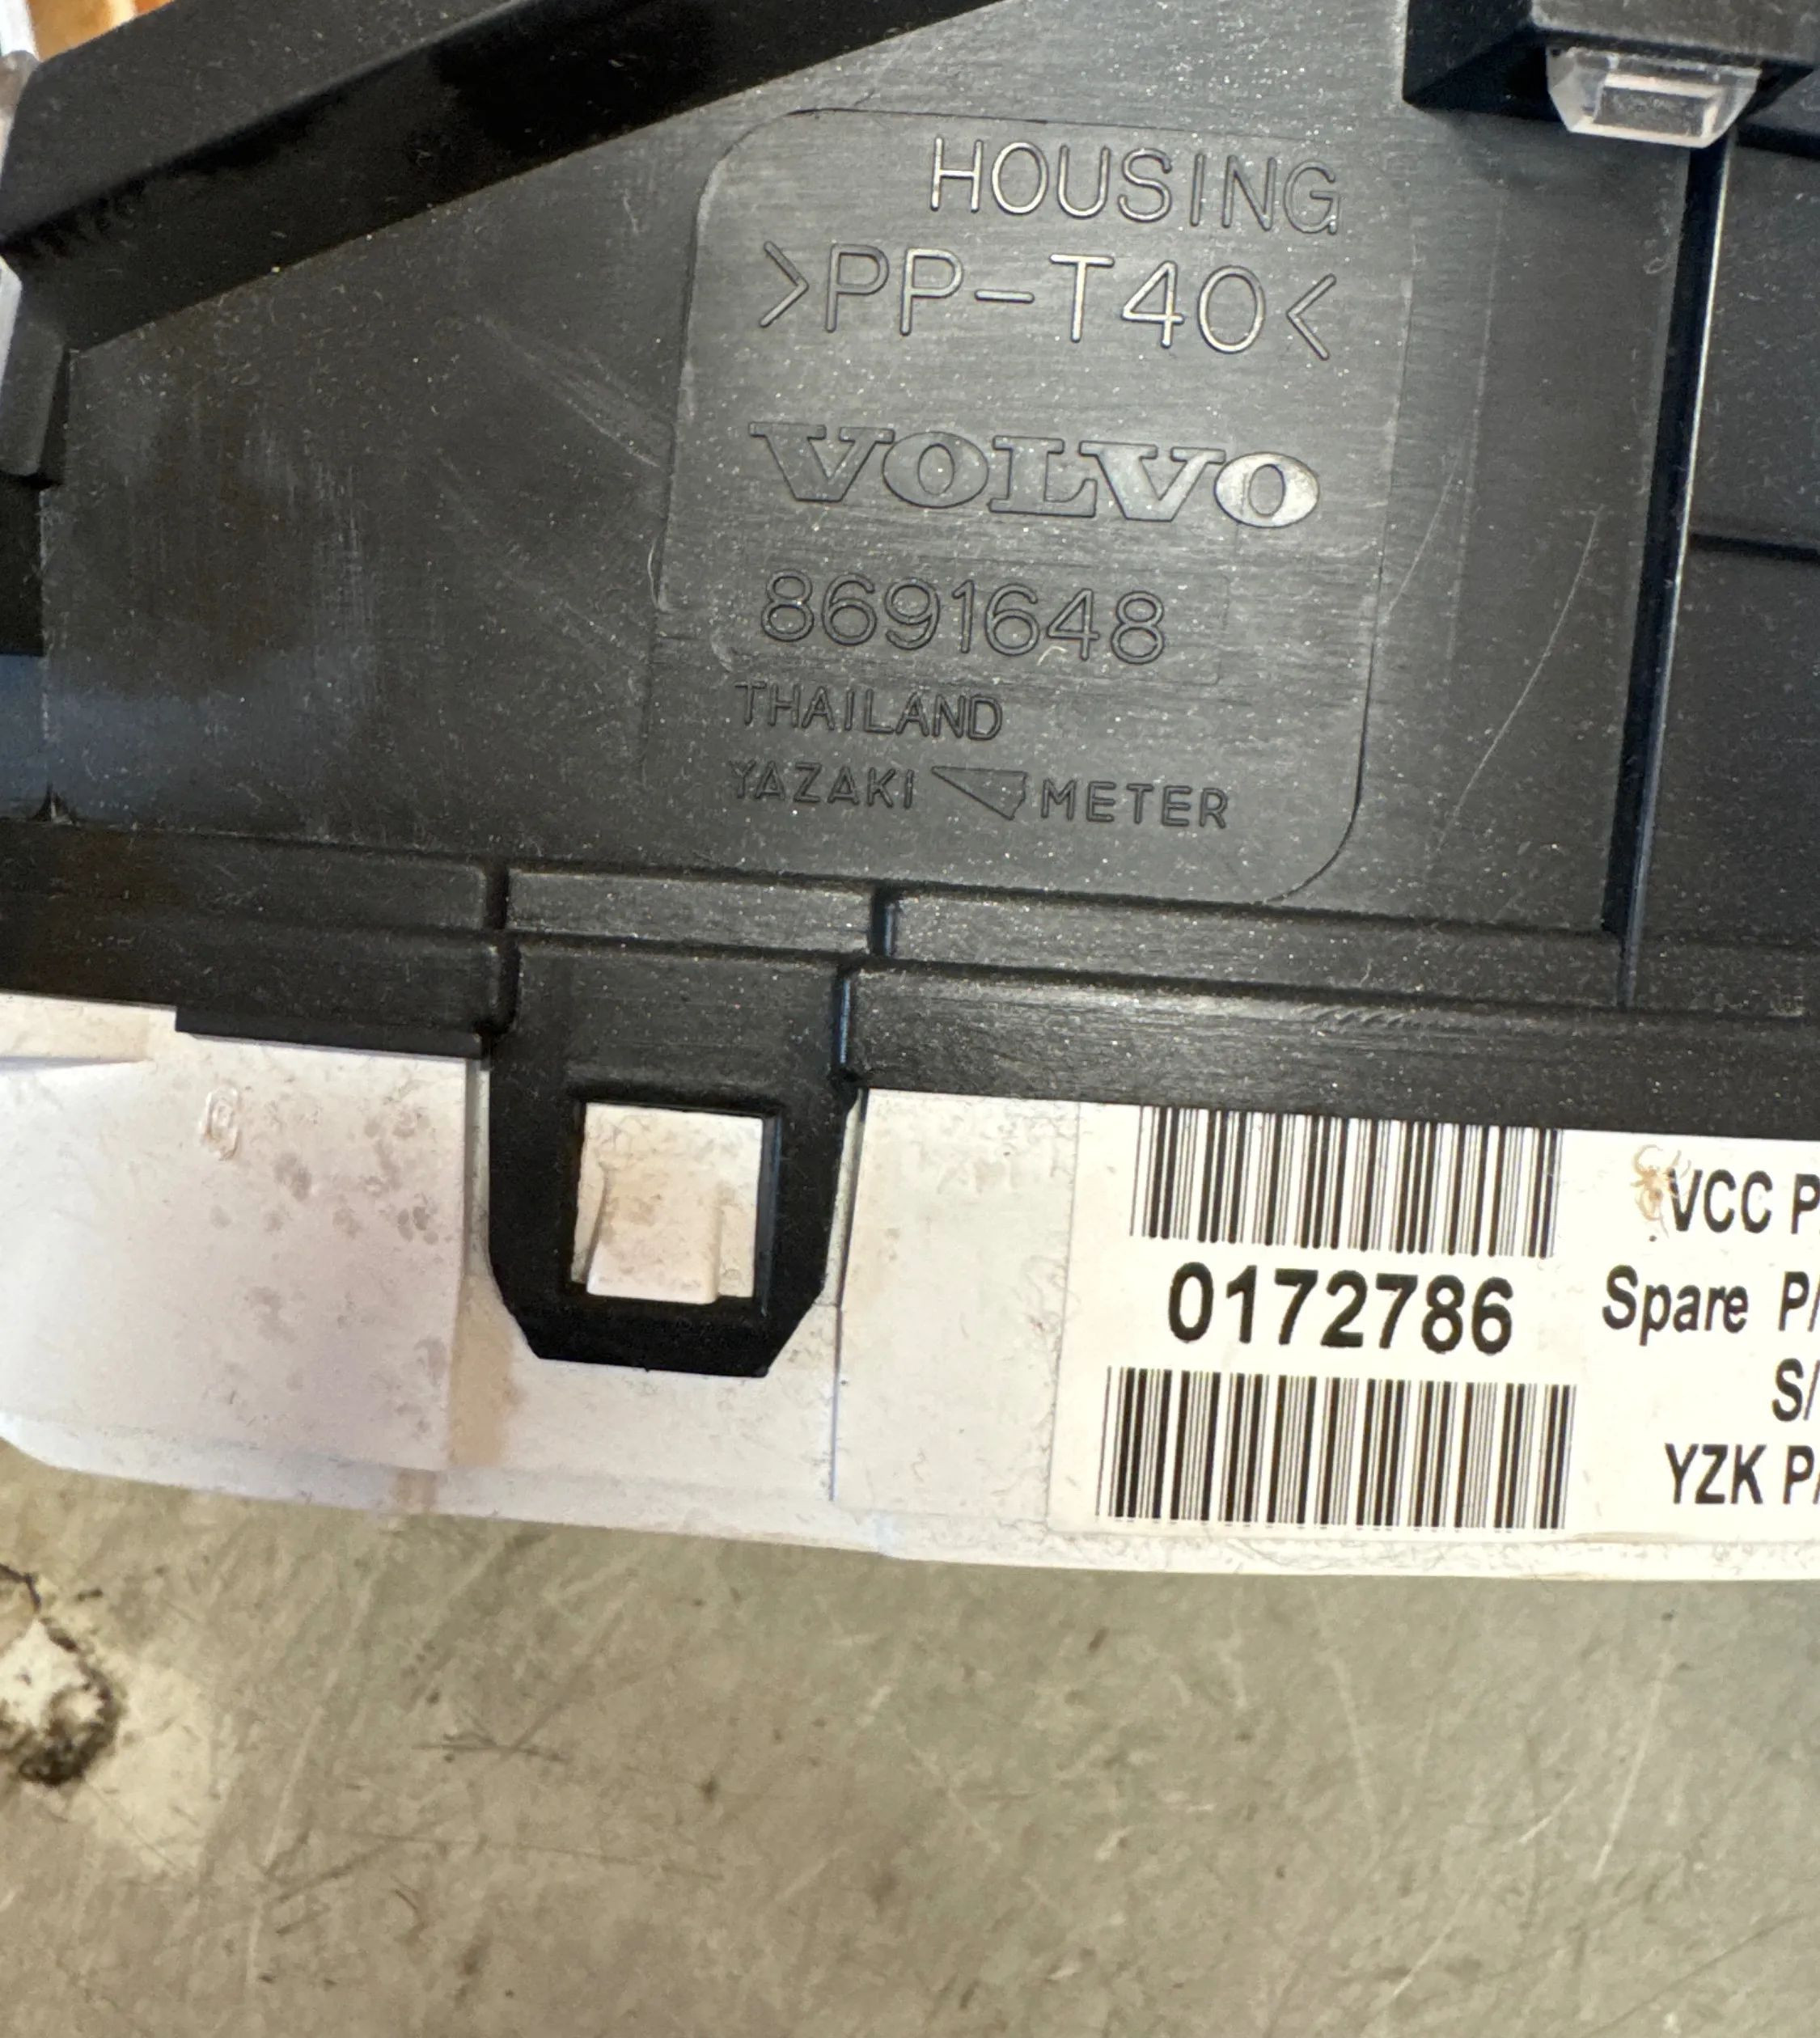 HOUSING
>PP-T40<
VOLVO
8691648
THAILAND
YAZAKI METER
0172786
VCC P
Spare P/
S/
YZK P/